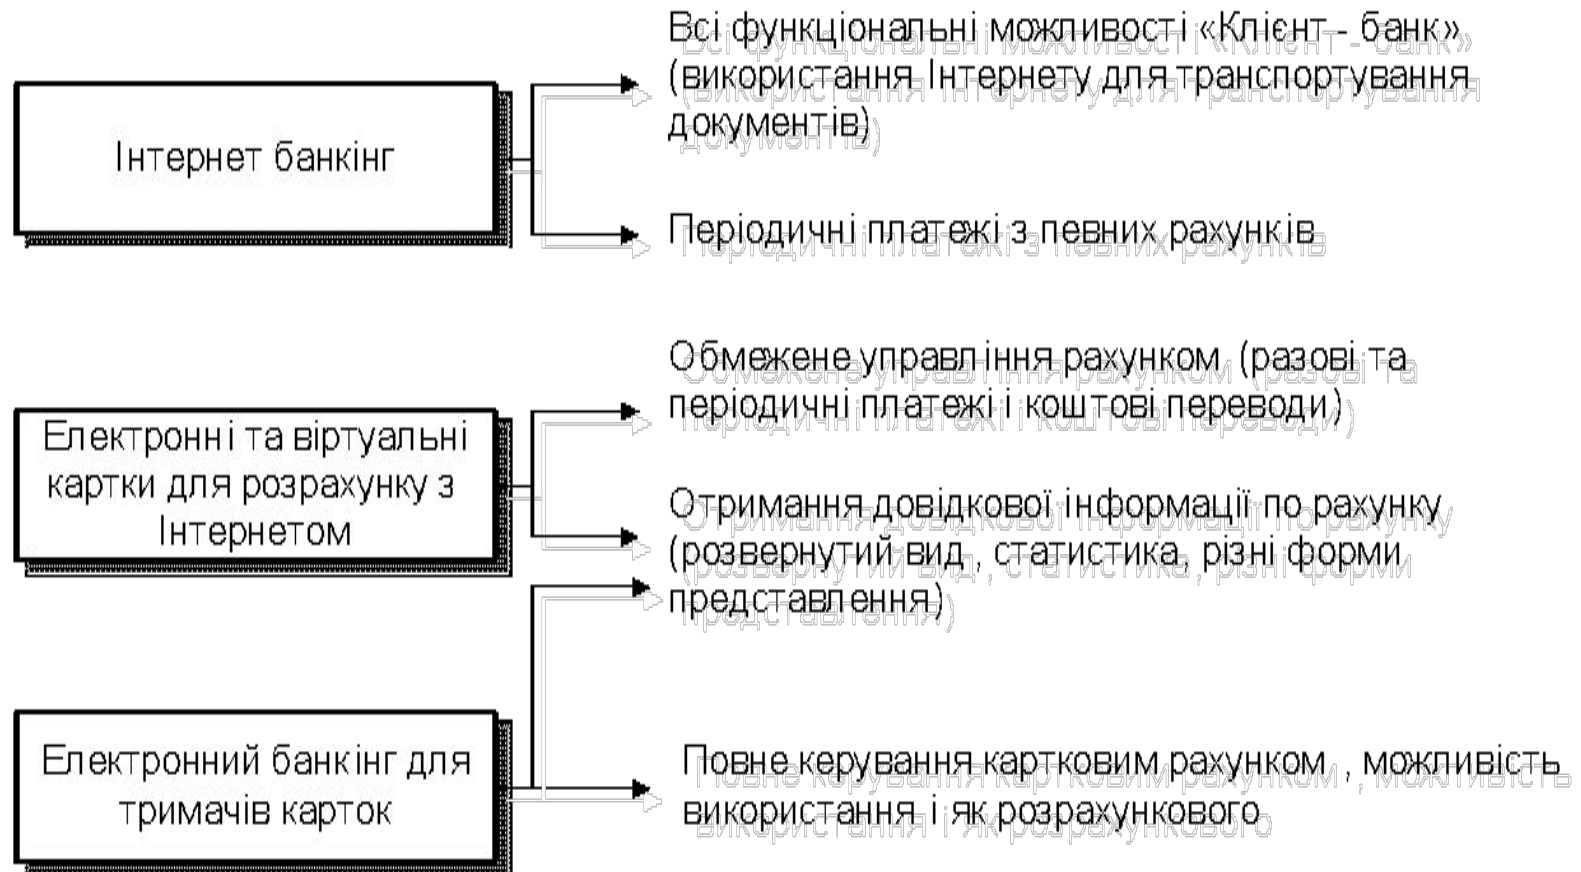 Всі функціональні можливості «Клієнт - банк»
(використання Інтернету для транспортування
документів)
Інтернет банкінг
Періодичні платежі з певних рахунків
Обмежене управління рахунком (разові та
періодичні платежі і коштові переводи)
Електронні та віртуальні
картки для розрахунку з
Інтернетом
Отримання довідкової інформації по рахунку
(розвернутий вид , статистика, різні форми
представлення)
Електронний банкінг для
тримачів карток
Повне керування картковим рахунком , можливість
використання і як розрахункового